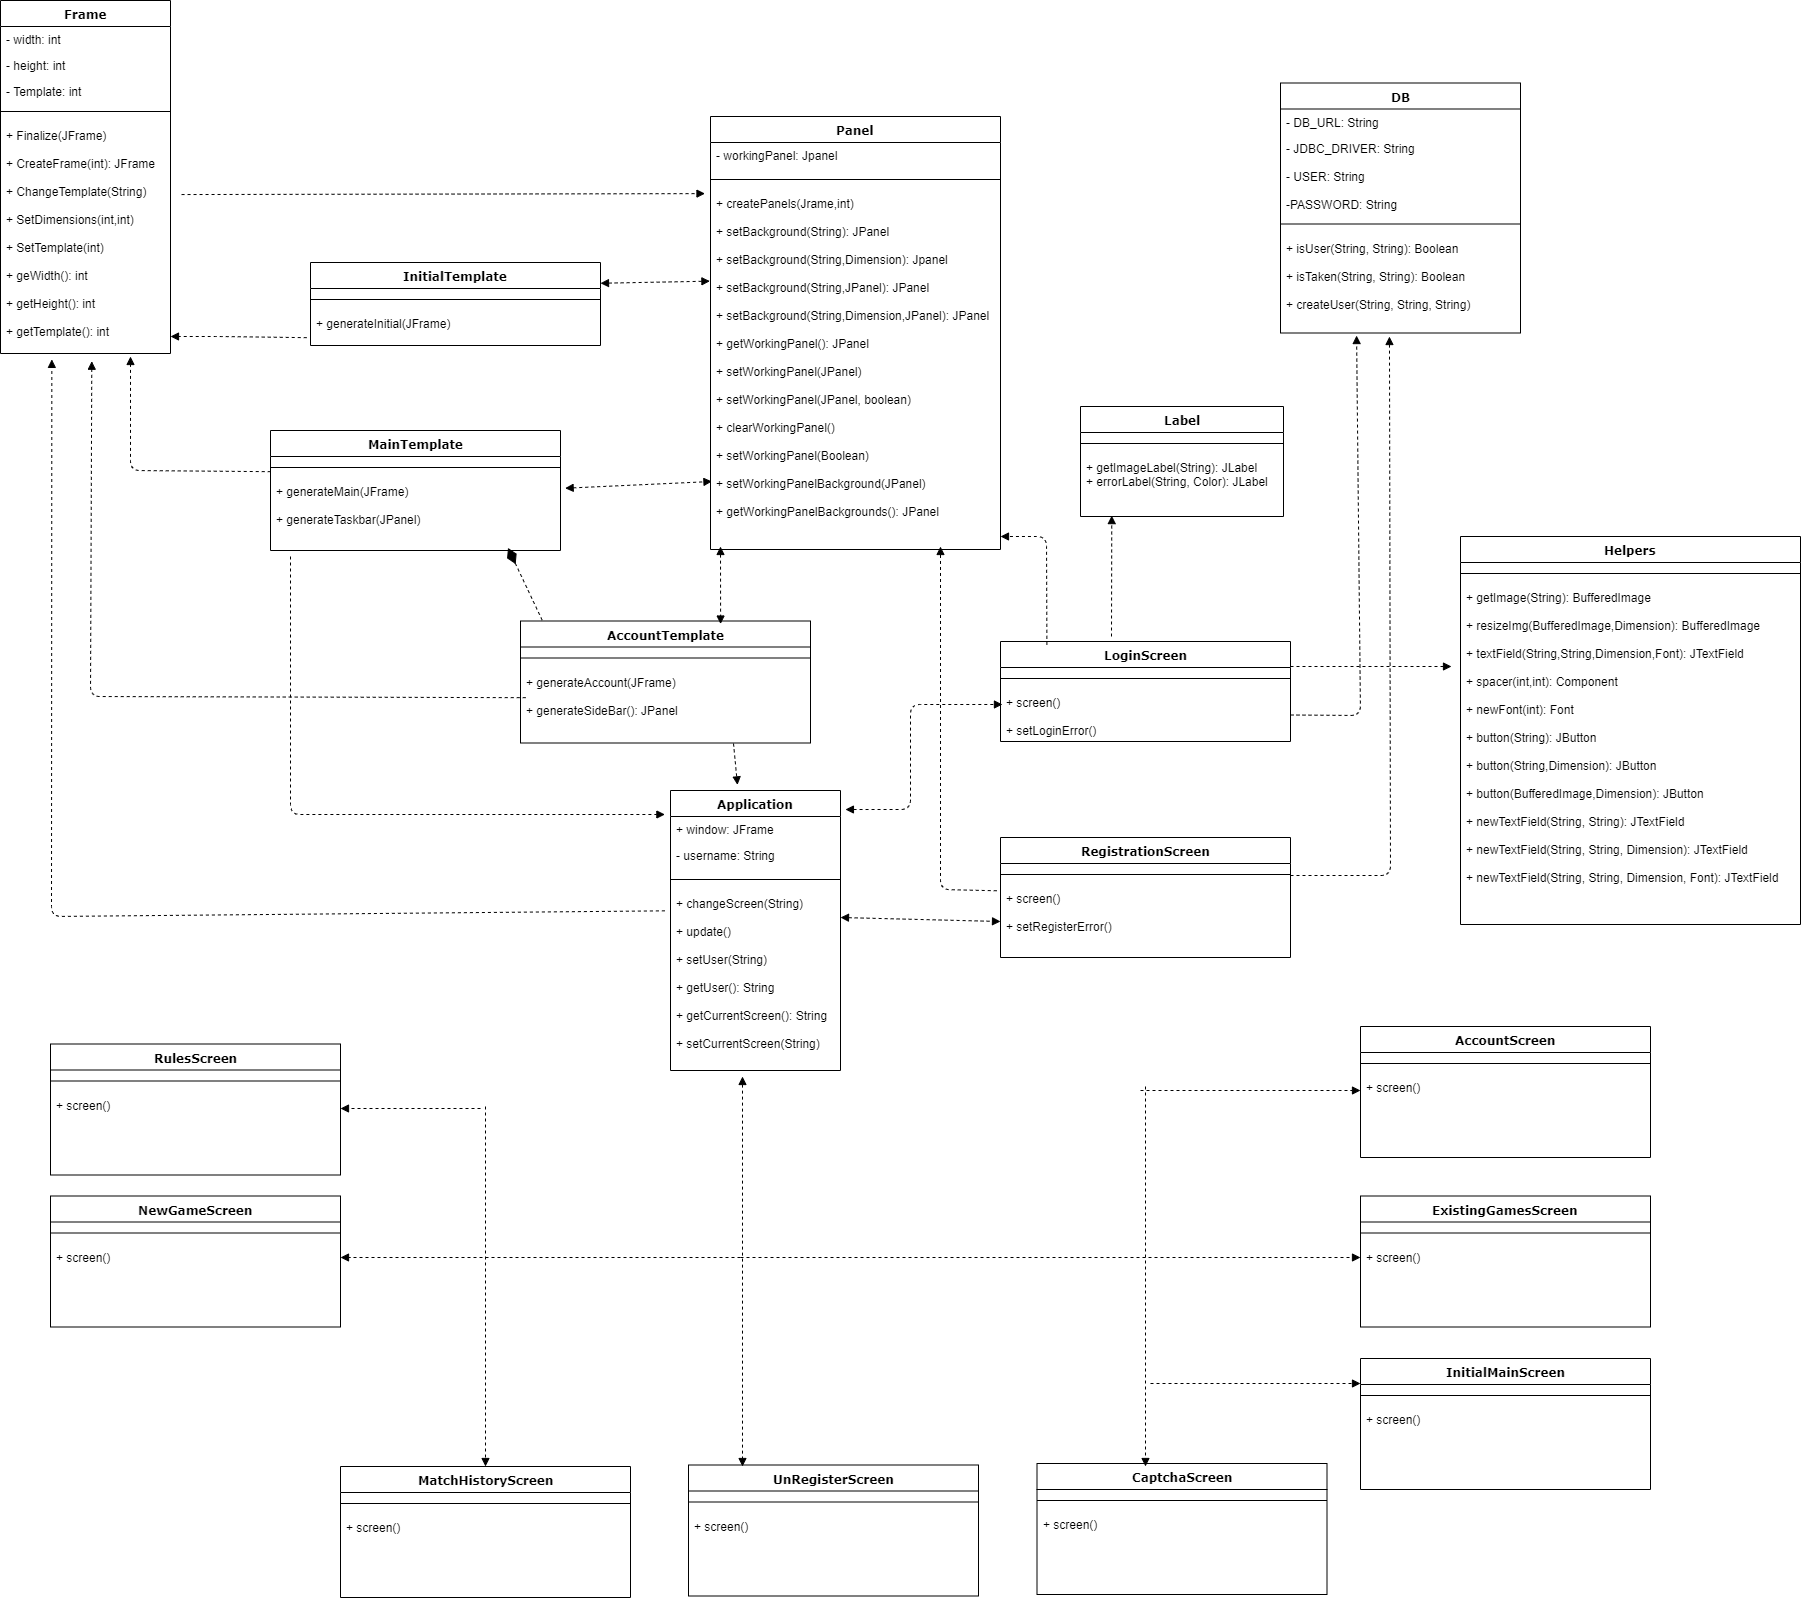 Frame
- width: int
- height: int
- Template: int
+ Finalize(JFrame)
+ CreateFrame(int): JFrame
+ ChangeTemplate(String)
+ SetDimensions(int,int)
+ SetTemplate(int)
+ geWidth(): int
+ getHeight(): int
+ getTemplate(): int
InitialTemplate
+ generateInitial(JFrame)
MainTemplate
+ generateMain(JFrame)
+ generateTaskbar(JPanel)
Panel
- workingPanel: Jpanel
+ createPanels(Jrame,int)
+ setBackground(String): JPanel
+ setBackground(String,Dimension): Jpanel
+ setBackground(String,JPanel): JPanel
+ setBackground(String,Dimension,JPanel): JPanel
+ getWorkingPanel(): JPanel
+ setWorkingPanel(JPanel)
+ setWorkingPanel(JPanel, boolean)
+ clearWorkingPanel()
+ setWorkingPanel(Boolean)
+ setWorkingPanelBackground(JPanel)
+ getWorkingPanelBackgrounds(): JPanel
DB
- DB_URL: String
- JDBC_DRIVER: String
- USER: String
-PASSWORD: String
+ isUser(String, String): Boolean
+ isTaken(String, String): Boolean
+ createUser(String, String, String)
Label
+ getImageLabel(String): JLabel
+ errorLabel(String, Color): JLabel
Helpers
+ getImage(String): BufferedImage
+ resizeImg(BufferedImage,Dimension): BufferedImage
+ textField(String,String,Dimension,Font): JTextField
+ spacer(int,int): Component
+ newFont(int): Font
+ button(String): JButton
+ button(String,Dimension): JButton
+ button(BufferedImage,Dimension): JButton
+ newTextField(String, String): JTextField
+ newTextField(String, String, Dimension): JTextField
+ newTextField(String, String, Dimension, Font): JTextField
AccountTemplate
+ generateAccount(JFrame)
+ generateSideBar(): JPanel
LoginScreen
+ screen()
+ setLoginError()
Application
+ window: JFrame
- username: String
+ changeScreen(String)
+ update()
+ setUser(String)
+ getUser(): String
+ getCurrentScreen(): String
+ setCurrentScreen(String)
RegistrationScreen
+ screen()
+ setRegisterError()
RulesScreen
+ screen()
AccountScreen
+ screen()
NewGameScreen
+ screen()
ExistingGamesScreen
+ screen()
InitialMainScreen
+ screen()
MatchHistoryScreen
+ screen()
UnRegisterScreen
+ screen()
CaptchaScreen
+ screen()